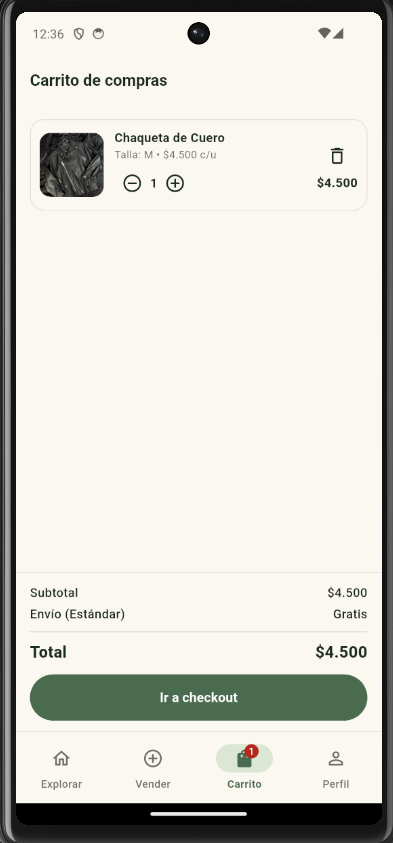 12:36
Carrito de compras
Chaqueta de Cuero
Talla: M • $4.500 c/u
1
$4.500
Subtotal $4.500
Envío (Estándar) Gratis
Total $4.500
Ir a checkout
1
Explorar Vender Carrito Perfil